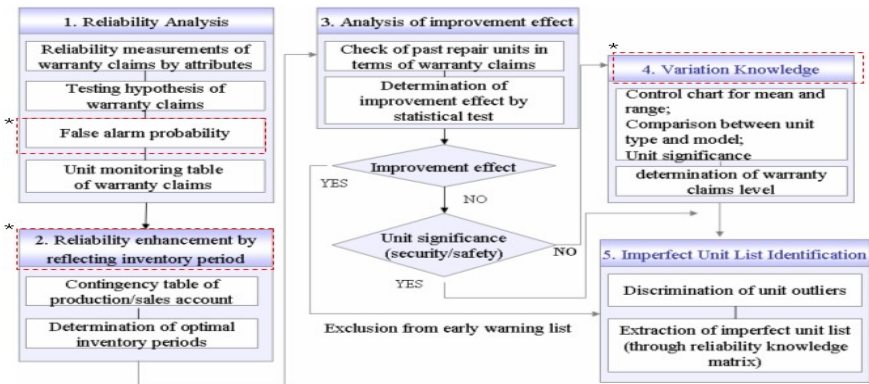 1. Reliability Analysis
Reliability measurements of
warranty claims by attributes
Testing hypothesis of
warranty claims
*
False alarm probability
Unit monitoring table
of warranty claims
*
2. Reliability enhancement by
reflecting inventory period
Contingency table of
production/sales account
Determination of optimal
inventory periods
3. Analysis of improvement effect
Check of past repair units in
terms of warranty claims
Determination of
improvement effect by
statistical test
Improvement effect
YES
NO
Unit significance
(security/safety)
NO
YES
Exclusion from early warning list
*
4. Variation Knowledge
Control chart for mean and
range;
Comparison between unit
type and model;
Unit significance
determination of warranty
claims level
5. Imperfect Unit List Identification
Discrimination of unit outliers
Extraction of imperfect unit list
(through reliability knowledge
matrix)